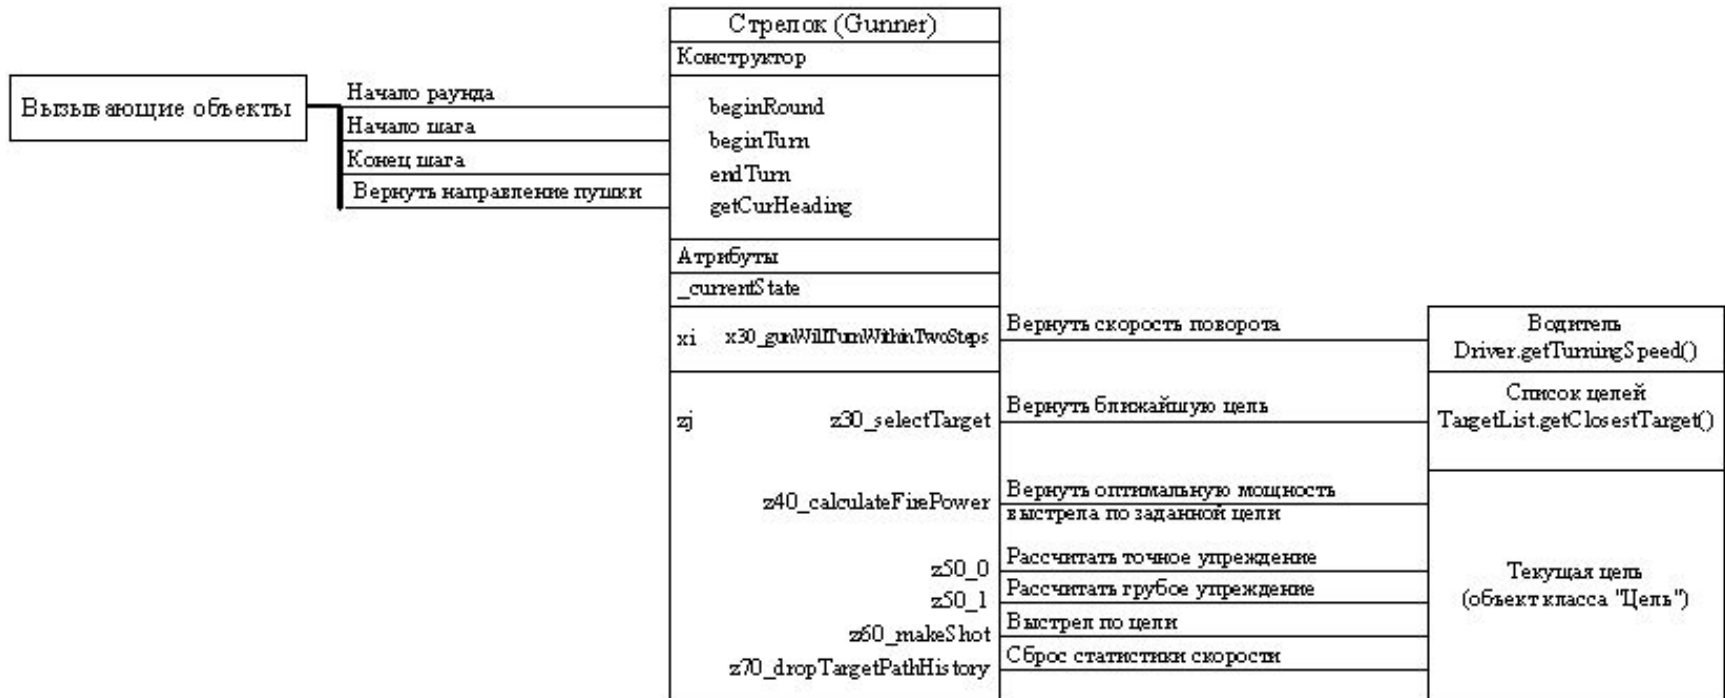 Стрелок (Gunner)
Конструктор
Вызывающие объекты
Начало раунда
beginRound
Начало шага
beginTurn
Конец шага
endTurn
Вернуть направление пушки
getCurHeading
Атрибуты
_currentState
xi x30_gunWillTurnWithinTwoSteps
Вернуть скорость поворота
Водитель
Driver.getTurningSpeed()
zj z30_selectTarget
Вернуть ближайшую цель
Список целей
TargetList.getClosestTarget()
z40_calculateFirePower
Вернуть оптимальную мощность
выстрела по заданной цели
z50_0
Рассчитать точное упреждение
z50_1
Рассчитать грубое упреждение
Текущая цель
(объект класса "Цель")
z60_makeShot
Выстрел по цели
z70_dropTargetPathHistory
Сброс статистики скорости